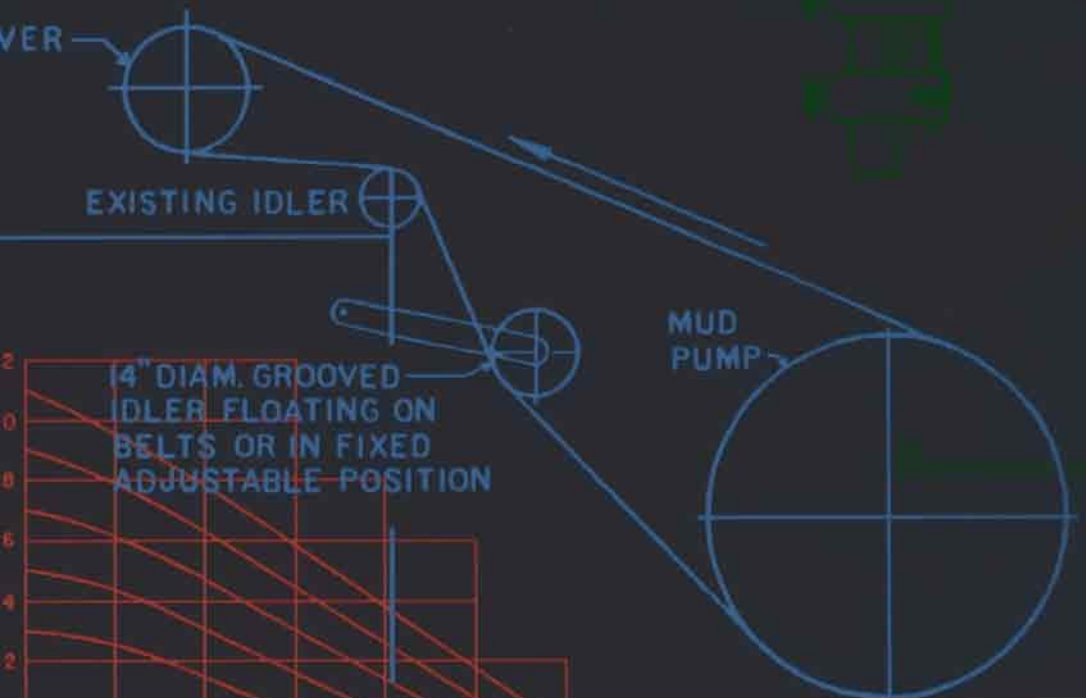 VER
EXISTING IDLER
MUD
PUMP
14" DIAM. GROOVED
IDLER FLOATING ON
BELTS OR IN FIXED
ADJUSTABLE POSITION
2
0
8
6
4
2